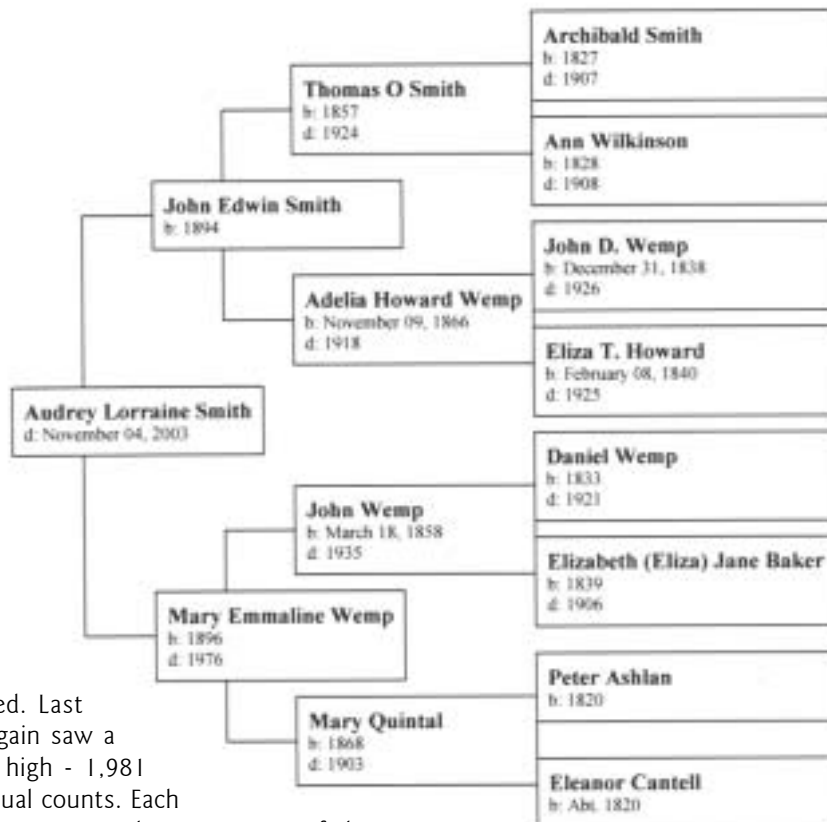 Archibald Smith
b: 1827
d: 1907
Thomas O Smith
b: 1857
d: 1924
Ann Wilkinson
b: 1828
d: 1908
John Edwin Smith
b: 1894
John D. Wemp
b: December 31, 1838
d: 1926
Adelia Howard Wemp
b: November 09, 1866
d: 1918
Eliza T. Howard
b: February 08, 1840
d: 1925
Audrey Lorraine Smith
d: November 04, 2003
Daniel Wemp
b: 1833
d: 1921
John Wemp
b: March 18, 1858
d: 1935
Elizabeth (Eliza) Jane Baker
b: 1839
d: 1906
Mary Emmaline Wemp
b: 1896
d: 1976
Peter Ashlan
b: 1820
Mary Quintal
b: 1868
d: 1903
Eleanor Cantell
b: Abt. 1820
ed. Last
gain saw a
high - 1,981
ual counts. Each